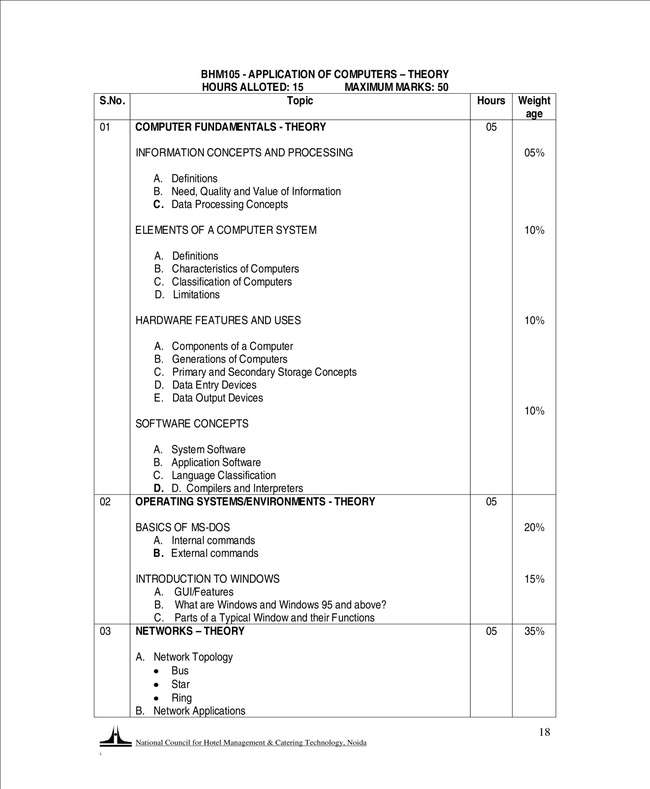 BHM105 - APPLICATION OF COMPUTERS – THEORY
HOURS ALLOTED: 15 MAXIMUM MARKS: 50
S.No. Topic Hours Weight
age
01 COMPUTER FUNDAMENTALS - THEORY 05
INFORMATION CONCEPTS AND PROCESSING 05%
A. Definitions
B. Need, Quality and Value of Information
C. Data Processing Concepts
ELEMENTS OF A COMPUTER SYSTEM 10%
A. Definitions
B. Characteristics of Computers
C. Classification of Computers
D. Limitations
HARDWARE FEATURES AND USES 10%
A. Components of a Computer
B. Generations of Computers
C. Primary and Secondary Storage Concepts
D. Data Entry Devices
E. Data Output Devices
10%
SOFTWARE CONCEPTS
A. System Software
B. Application Software
C. Language Classification
D. D. Compilers and Interpreters
02 OPERATING SYSTEMS/ENVIRONMENTS - THEORY 05
BASICS OF MS-DOS 20%
A. Internal commands
B. External commands
INTRODUCTION TO WINDOWS 15%
A. GUI/Features
B. What are Windows and Windows 95 and above?
C. Parts of a Typical Window and their Functions
03 NETWORKS – THEORY 05 35%
A. Network Topology
• Bus
• Star
• Ring
B. Network Applications
18
National Council for Hotel Management & Catering Technology, Noida